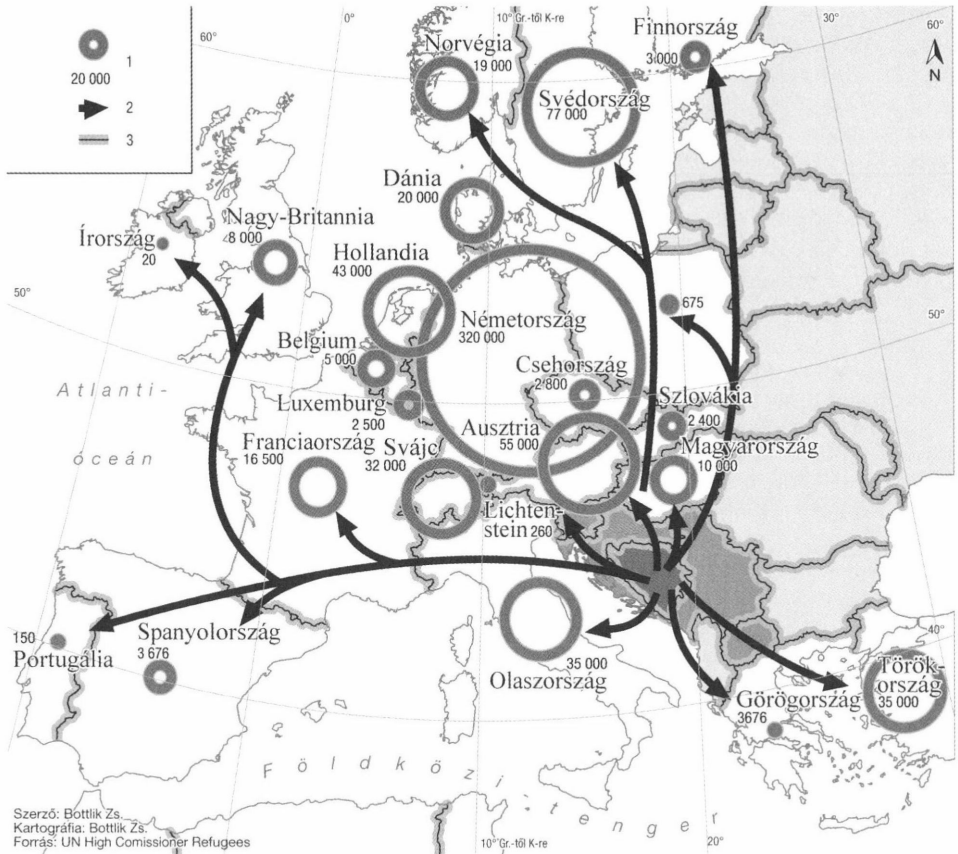 0°
10° Gr.-től K-re
30°
60°
60°
1
20 000
2
3
N
Finnország
3 000
Norvégia
19 000
Svédország
77 000
Dánia
20 000
Nagy-Britannia
8 000
Írország
20
Hollandia
43 000
50°
50°
675
Németország
320 000
Belgium
5 000
Csehország
2 800
Szlovákia
2 400
Luxemburg
2 500
Atlanti-
óceán
Ausztria
55 000
Magyarország
10 000
Franciaország
16 500
Svájc
32 000
Lichten-
stein 260
150
Portugália
Spanyolország
3 676
40°
35 000
Olaszország
Török-
ország
35 000
Görögország
3676
Földközi-tenger
Szerző: Bottlik Zs.
Kartográfia: Bottlik Zs.
Forrás: UN High Comissioner Refugees
10° Gr.-től K-re
20°